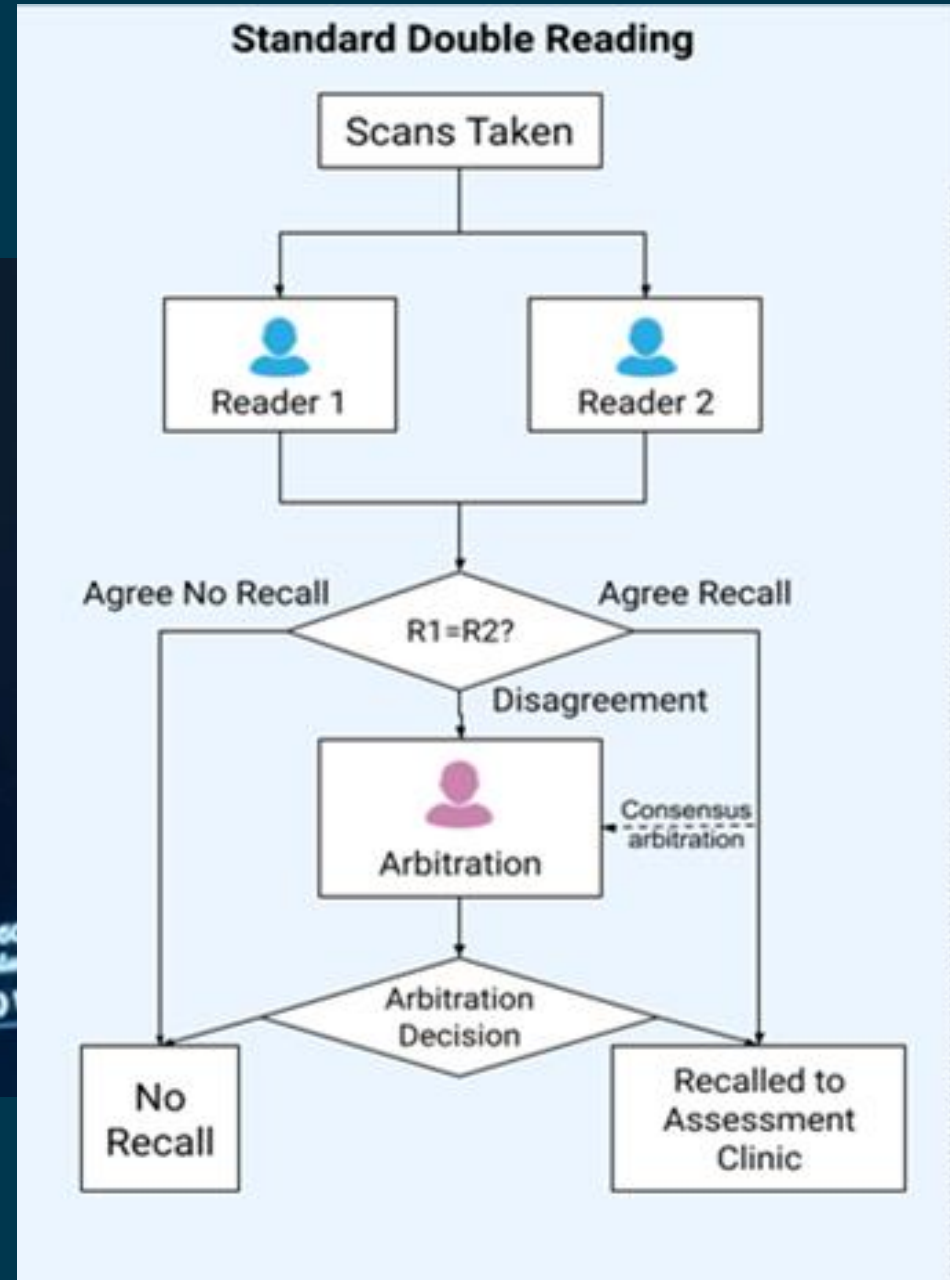 Standard Double Reading
Scans Taken
Reader 1
Reader 2
Agree No Recall
Agree Recall
R1=R2?
Disagreement
Consensus
arbitration
Arbitration
Arbitration
Decision
No
Recall
Recalled to
Assessment
Clinic